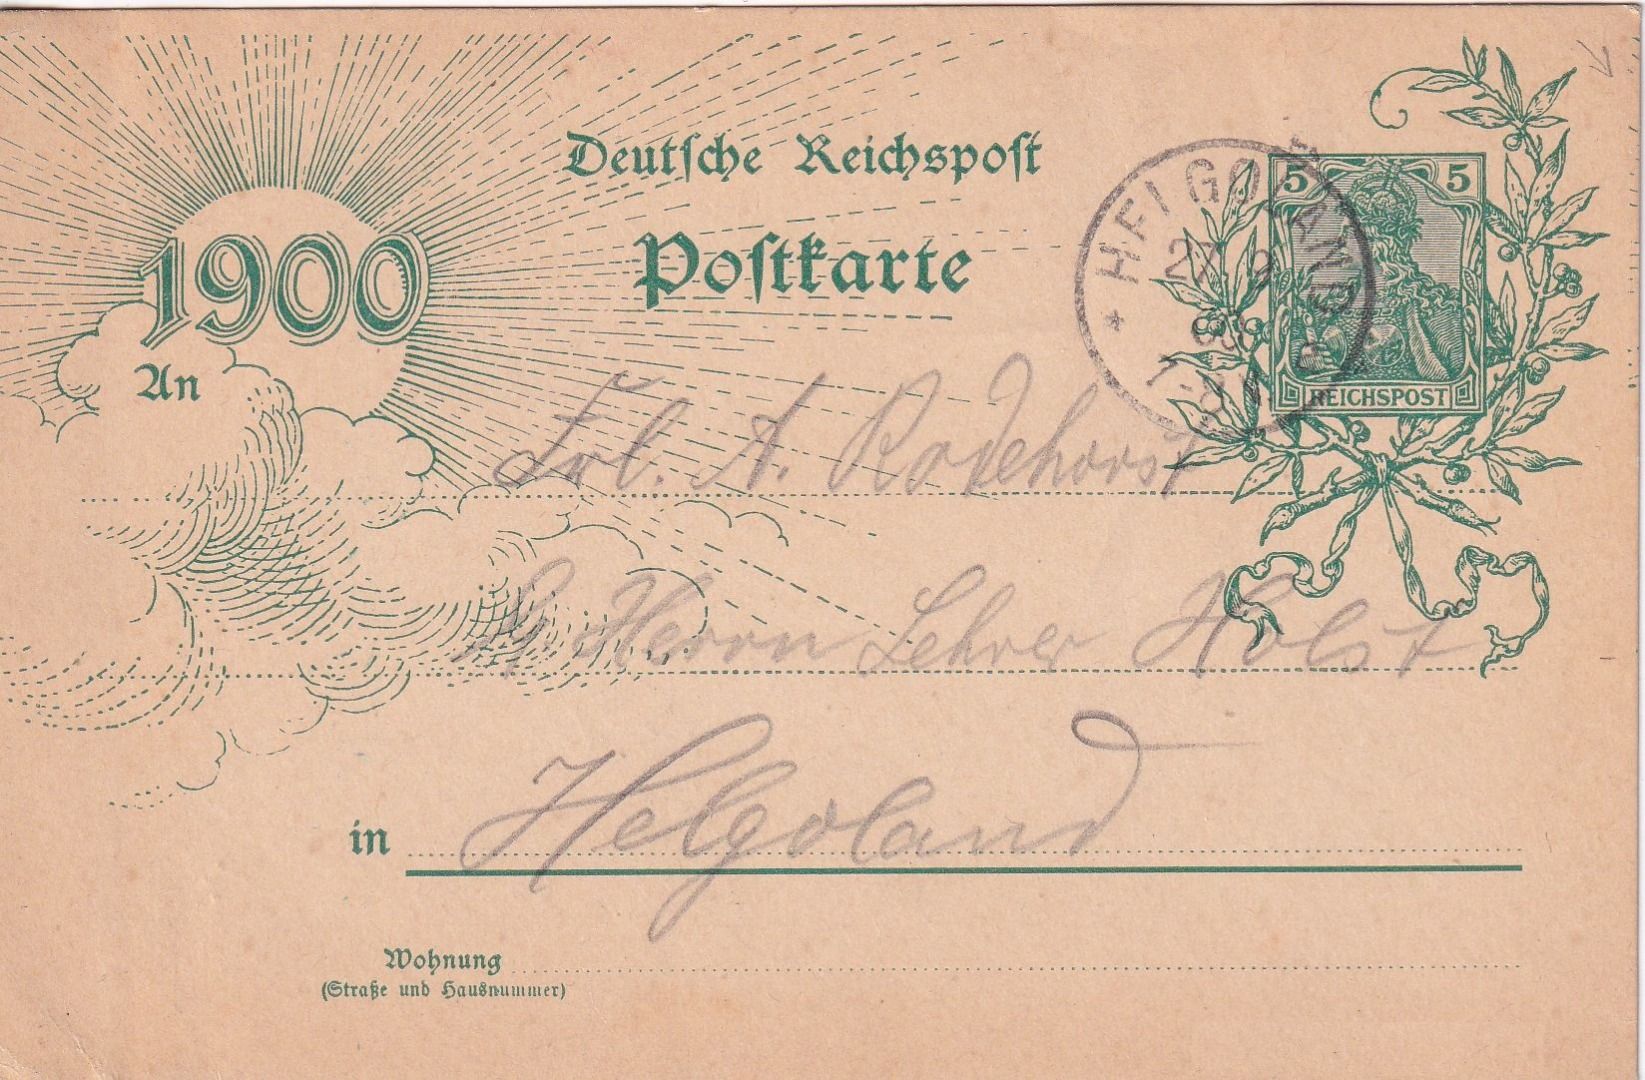 Deutsche Reichspost
Postkarte
1900
An
5 5
REICHSPOST
* HELGOLAND
27 9
Frl. A. Rodehorst
Herrn Lehrer Holst
in Helgoland
Wohnung
(Straße und Hausnummer)